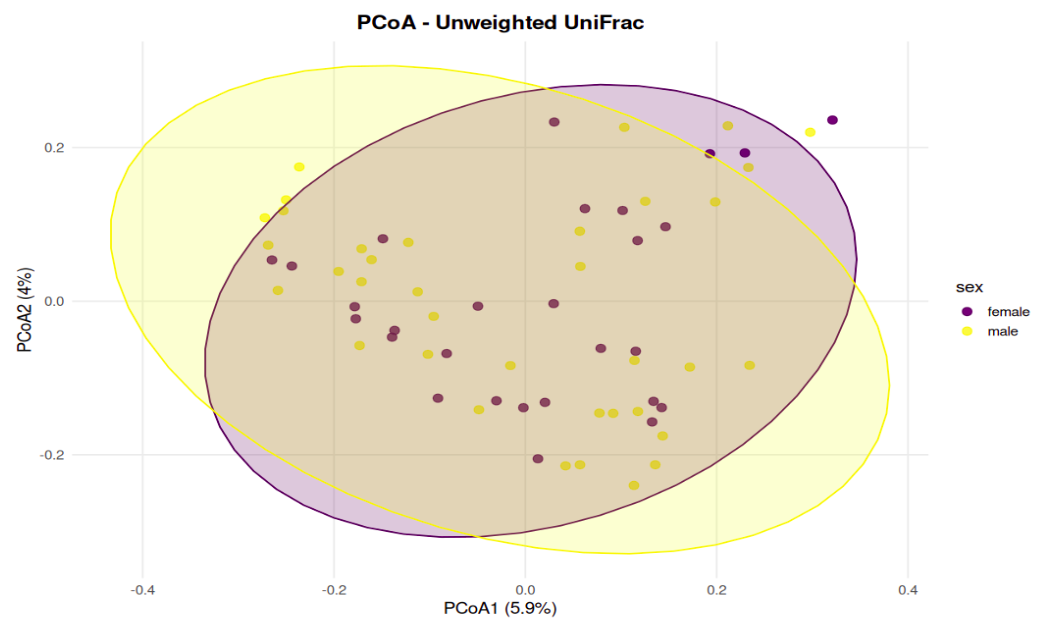 PCoA - Unweighted UniFrac
PCoA2 (4%)
0.2
0.0
-0.2
-0.4
-0.2
0.0
0.2
0.4
PCoA1 (5.9%)
sex
female
male